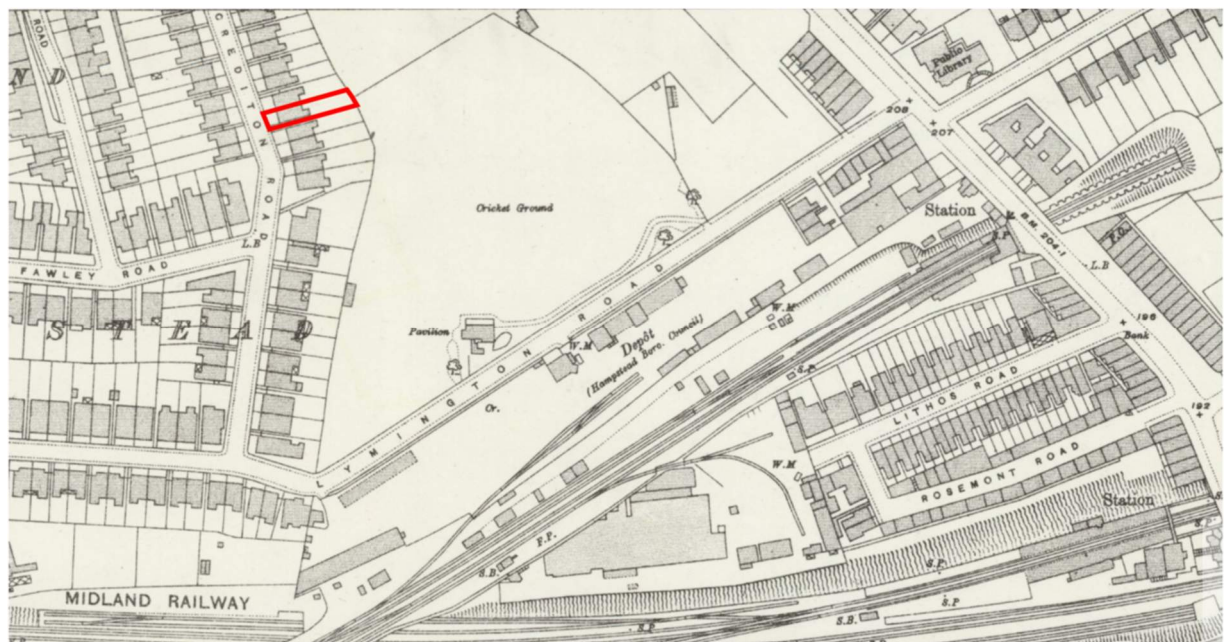 ROAD
CREDITON ROAD
N D
Public
Library
208
207
Cricket Ground
Station
B.M. 204.1
S.P
P.O.
L.B
L.B
FAWLEY ROAD
STEAD
Pavilion
W.M
Depôt
(Hampstead Boro. Council)
W.M
S.P.
196
Bank
LYMINGTON ROAD
Cr.
LITHOS ROAD
192
ROSEMONT ROAD
W.M
Station
S.P.
F.P.
S.B.
S.P.
MIDLAND RAILWAY
S.P
S.P
S.B.